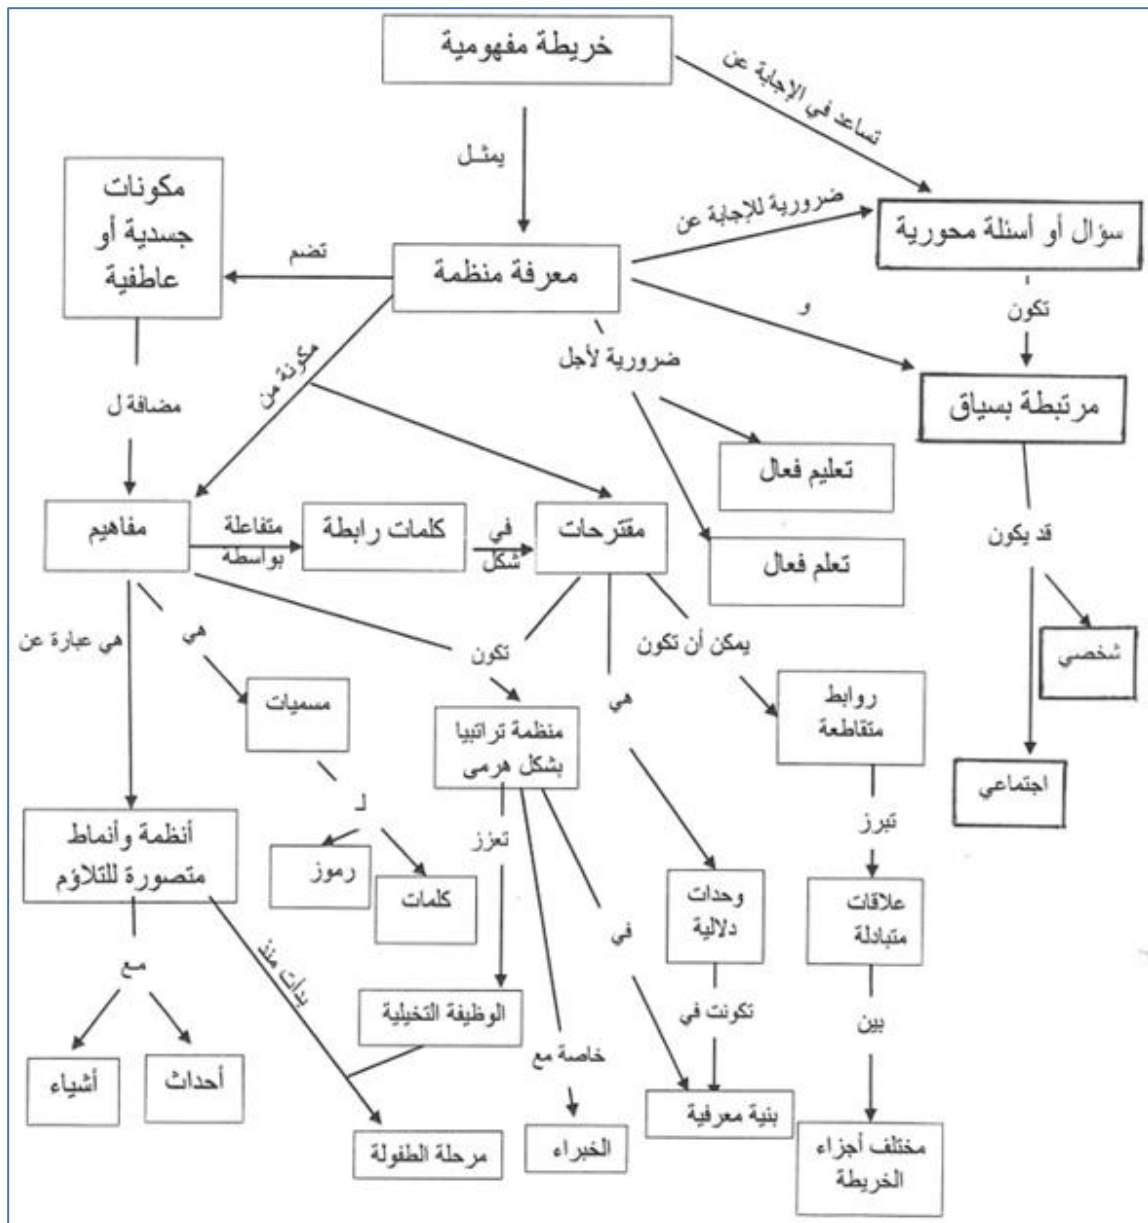 خريطة مفهومية
تساعد في الإجابة عن
يمثل
مكونات
جسدية أو
عاطفية
ضرورية للإجابة عن
سؤال أو أسئلة محورية
تضم
معرفة منظمة
و
تكون
ضرورية لأجل
مكونة من
مضافة ل
مرتبطة بسياق
تعليم فعال
مفاهيم
متفاعلة
بواسطة
كلمات رابطة
في
شكل
مقترحات
تعلم فعال
قد يكون
هي عبارة عن
هي
تكون
هي
يمكن أن تكون
شخصي
مسميات
منظمة تراتبيا
بشكل هرمى
روابط
متقاطعة
اجتماعي
لـ
تعزز
تبرز
أنظمة وأنماط
متصورة للتلاؤم
رموز
كلمات
وحدات
دلالية
علاقات
متبادلة
في
مع
بدأت منذ
الوظيفة التخيلية
تكونت في
بين
خاصة مع
أشياء
أحداث
بنية معرفية
مرحلة الطفولة
الخبراء
مختلف أجزاء
الخريطة